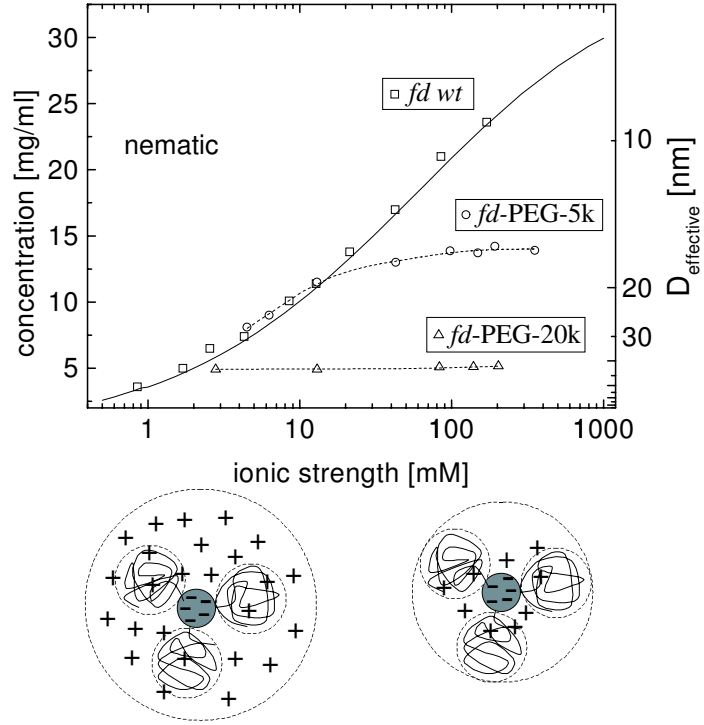 30
25
20
15
10
5
concentration [mg/ml]
nematic
fd wt
fd-PEG-5k
fd-PEG-20k
10
20
30
D effective [nm]
1
10
100
1000
ionic strength [mM]